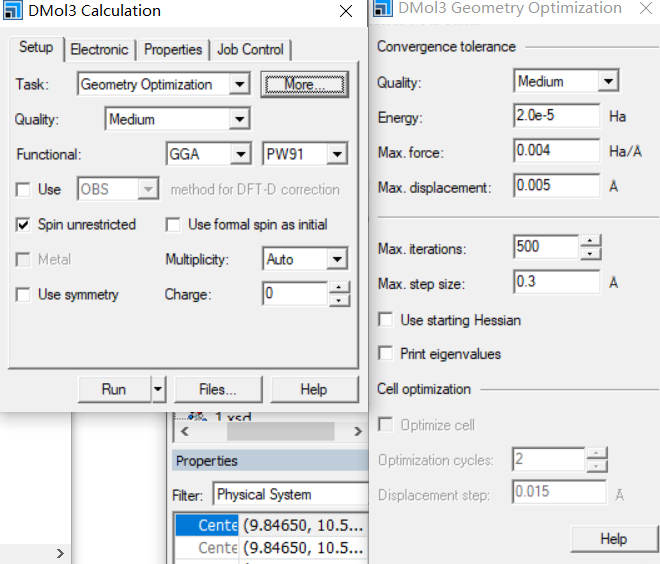 DMol3 Calculation
Setup Electronic Properties Job Control
Task: Geometry Optimization More...
Quality: Medium
Functional: GGA PW91
Use OBS method for DFT-D correction
Spin unrestricted Use formal spin as initial
Metal Multiplicity: Auto
Use symmetry Charge: 0
Run Files... Help
1.xsd
Properties
Filter: Physical System
Cente (9.84650, 10.5...
Cente (9.84650, 10.5...
DMol3 Geometry Optimization
Convergence tolerance
Quality: Medium
Energy: 2.0e-5 Ha
Max. force: 0.004 Ha/Å
Max. displacement: 0.005 Å
Max. iterations: 500
Max. step size: 0.3 Å
Use starting Hessian
Print eigenvalues
Cell optimization
Optimize cell
Optimization cycles: 2
Displacement step: 0.015 Å
Help